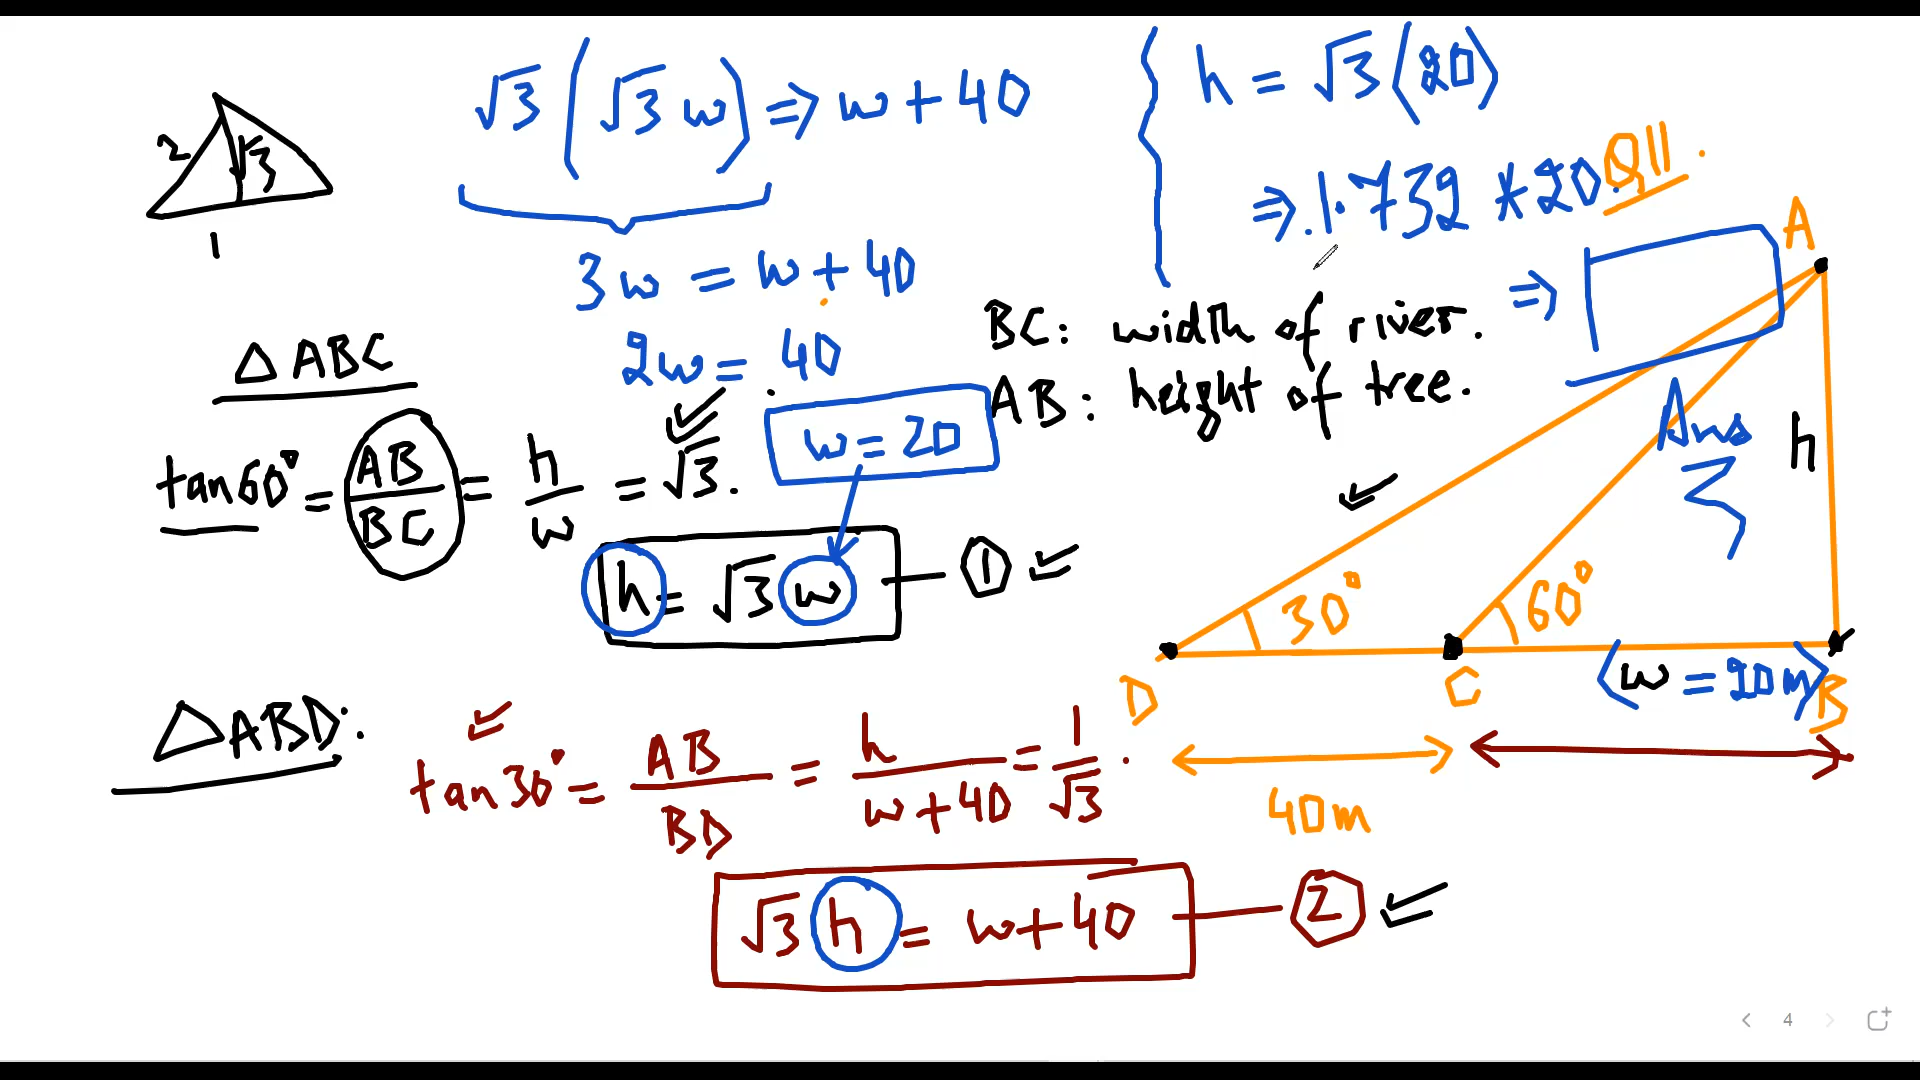 2
√3
1
√3 (√3 w) ⇒ w + 40
3w = w + 40
2w = 40
w = 20
h = √3 (20)
⇒ 1.732 * 20
Q11.
⇒
Ans
BC: width of river.
AB: height of tree.
△ ABC
tan60° = AB/BC = h/w = √3.
h = √3 w — 1
△ABD:
tan30° = AB/BD = h/w+40 = 1/√3.
√3 h = w+40 — 2
A
h
30°
60°
D
C
(w = 20m)
B
40m
4